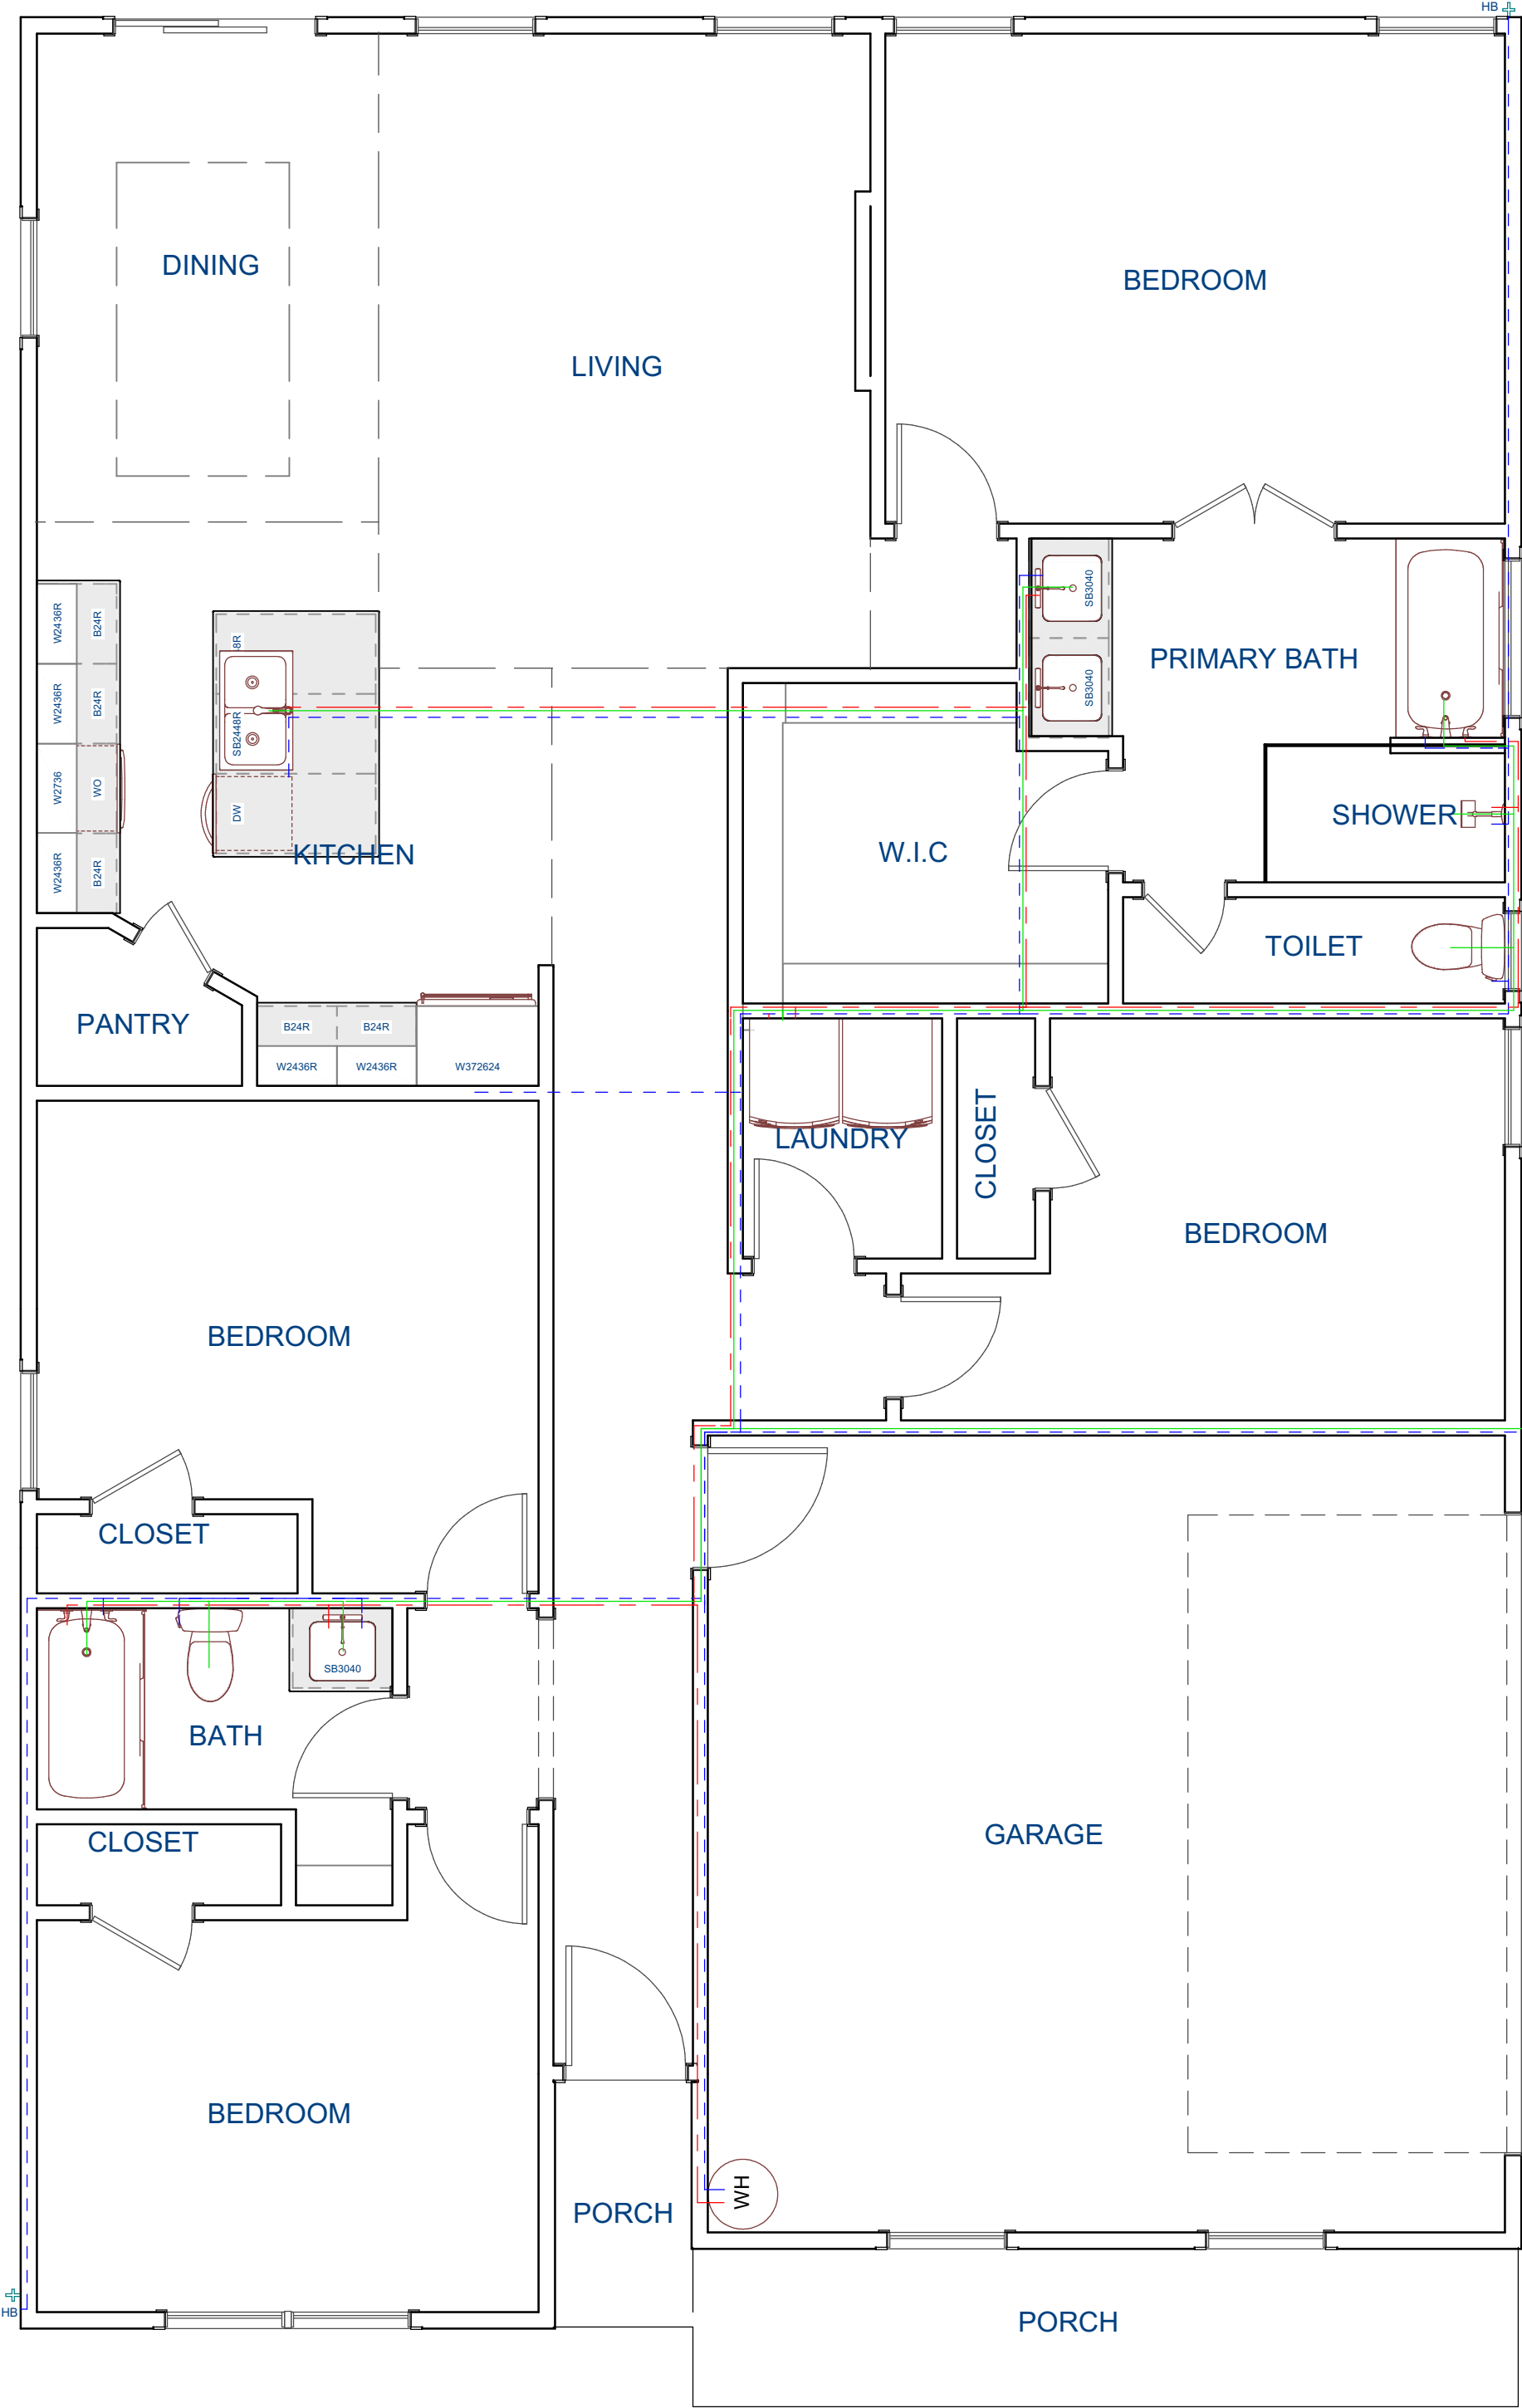 HB
DINING
BEDROOM
LIVING
W2436R
B24R
W2436R
B24R
W2736
WO
W2436R
B24R
SB2448R
DW
KITCHEN
SB3040
SB3040
PRIMARY BATH
SHOWER
W.I.C
TOILET
PANTRY
B24R
B24R
W2436R
W2436R
W372624
LAUNDRY
CLOSET
BEDROOM
BEDROOM
CLOSET
SB3040
BATH
CLOSET
GARAGE
BEDROOM
WH
PORCH
HB
PORCH